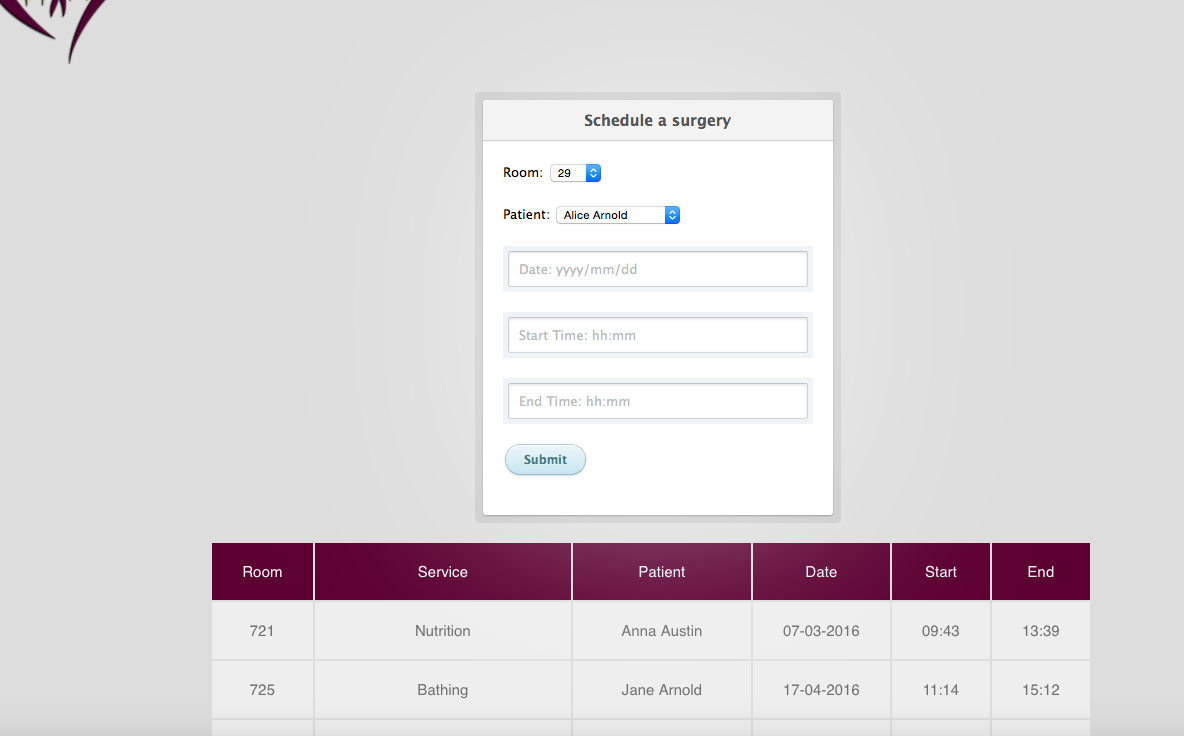 Schedule a surgery
Room: 29
Patient: Alice Arnold
Date: yyyy/mm/dd
Start Time: hh:mm
End Time: hh:mm
Submit
Room Service Patient Date Start End
721 Nutrition Anna Austin 07-03-2016 09:43 13:39
725 Bathing Jane Arnold 17-04-2016 11:14 15:12